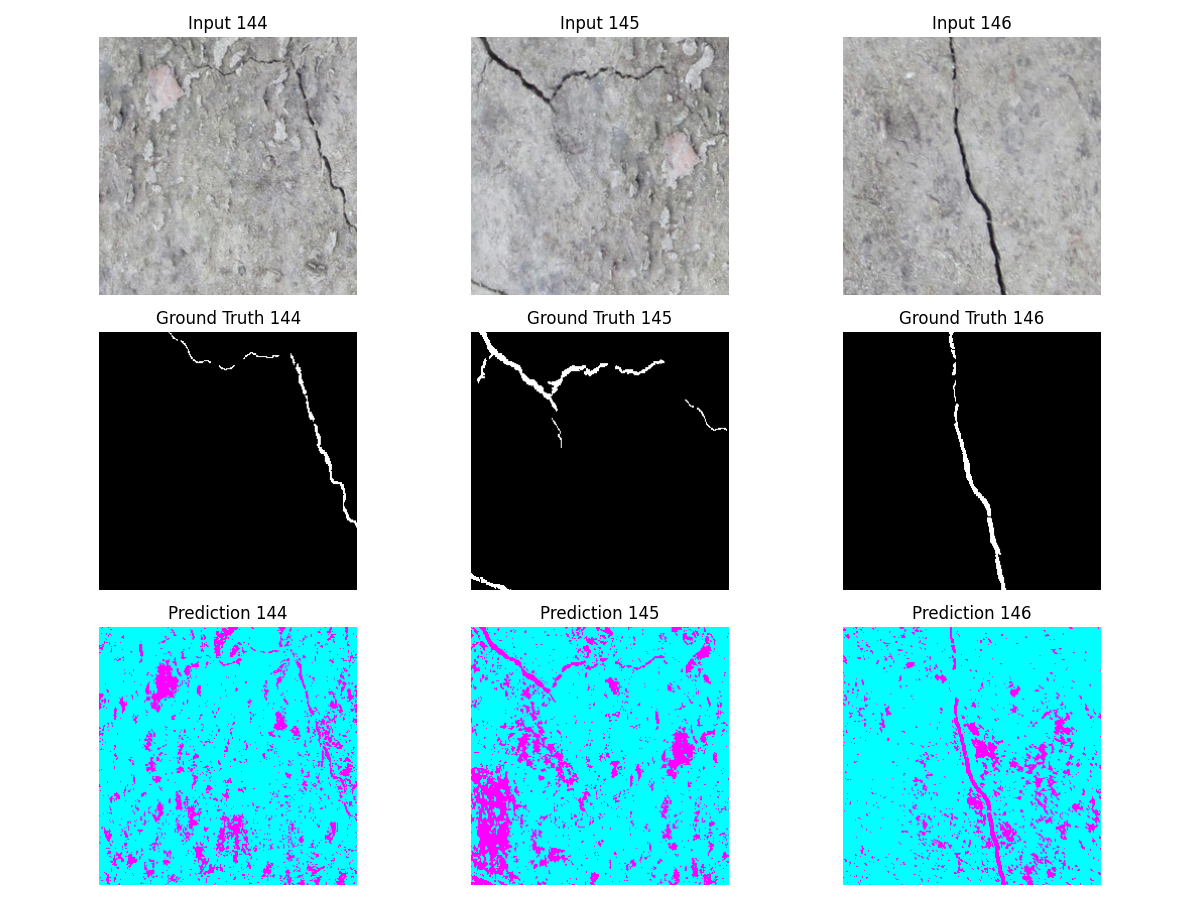 Input 144
Input 145
Input 146
Ground Truth 144
Ground Truth 145
Ground Truth 146
Prediction 144
Prediction 145
Prediction 146